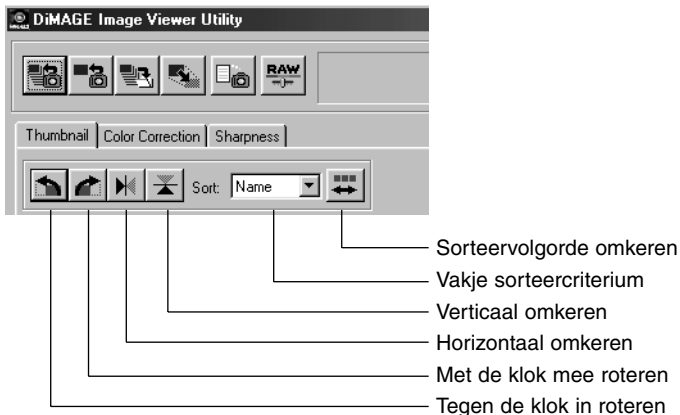 DiMAGE Image Viewer Utility
RAW
Thumbnail Color Correction Sharpness
Sort: Name
Sorteervolgorde omkeren
Vakje sorteercriterium
Verticaal omkeren
Horizontaal omkeren
Met de klok mee roteren
Tegen de klok in roteren